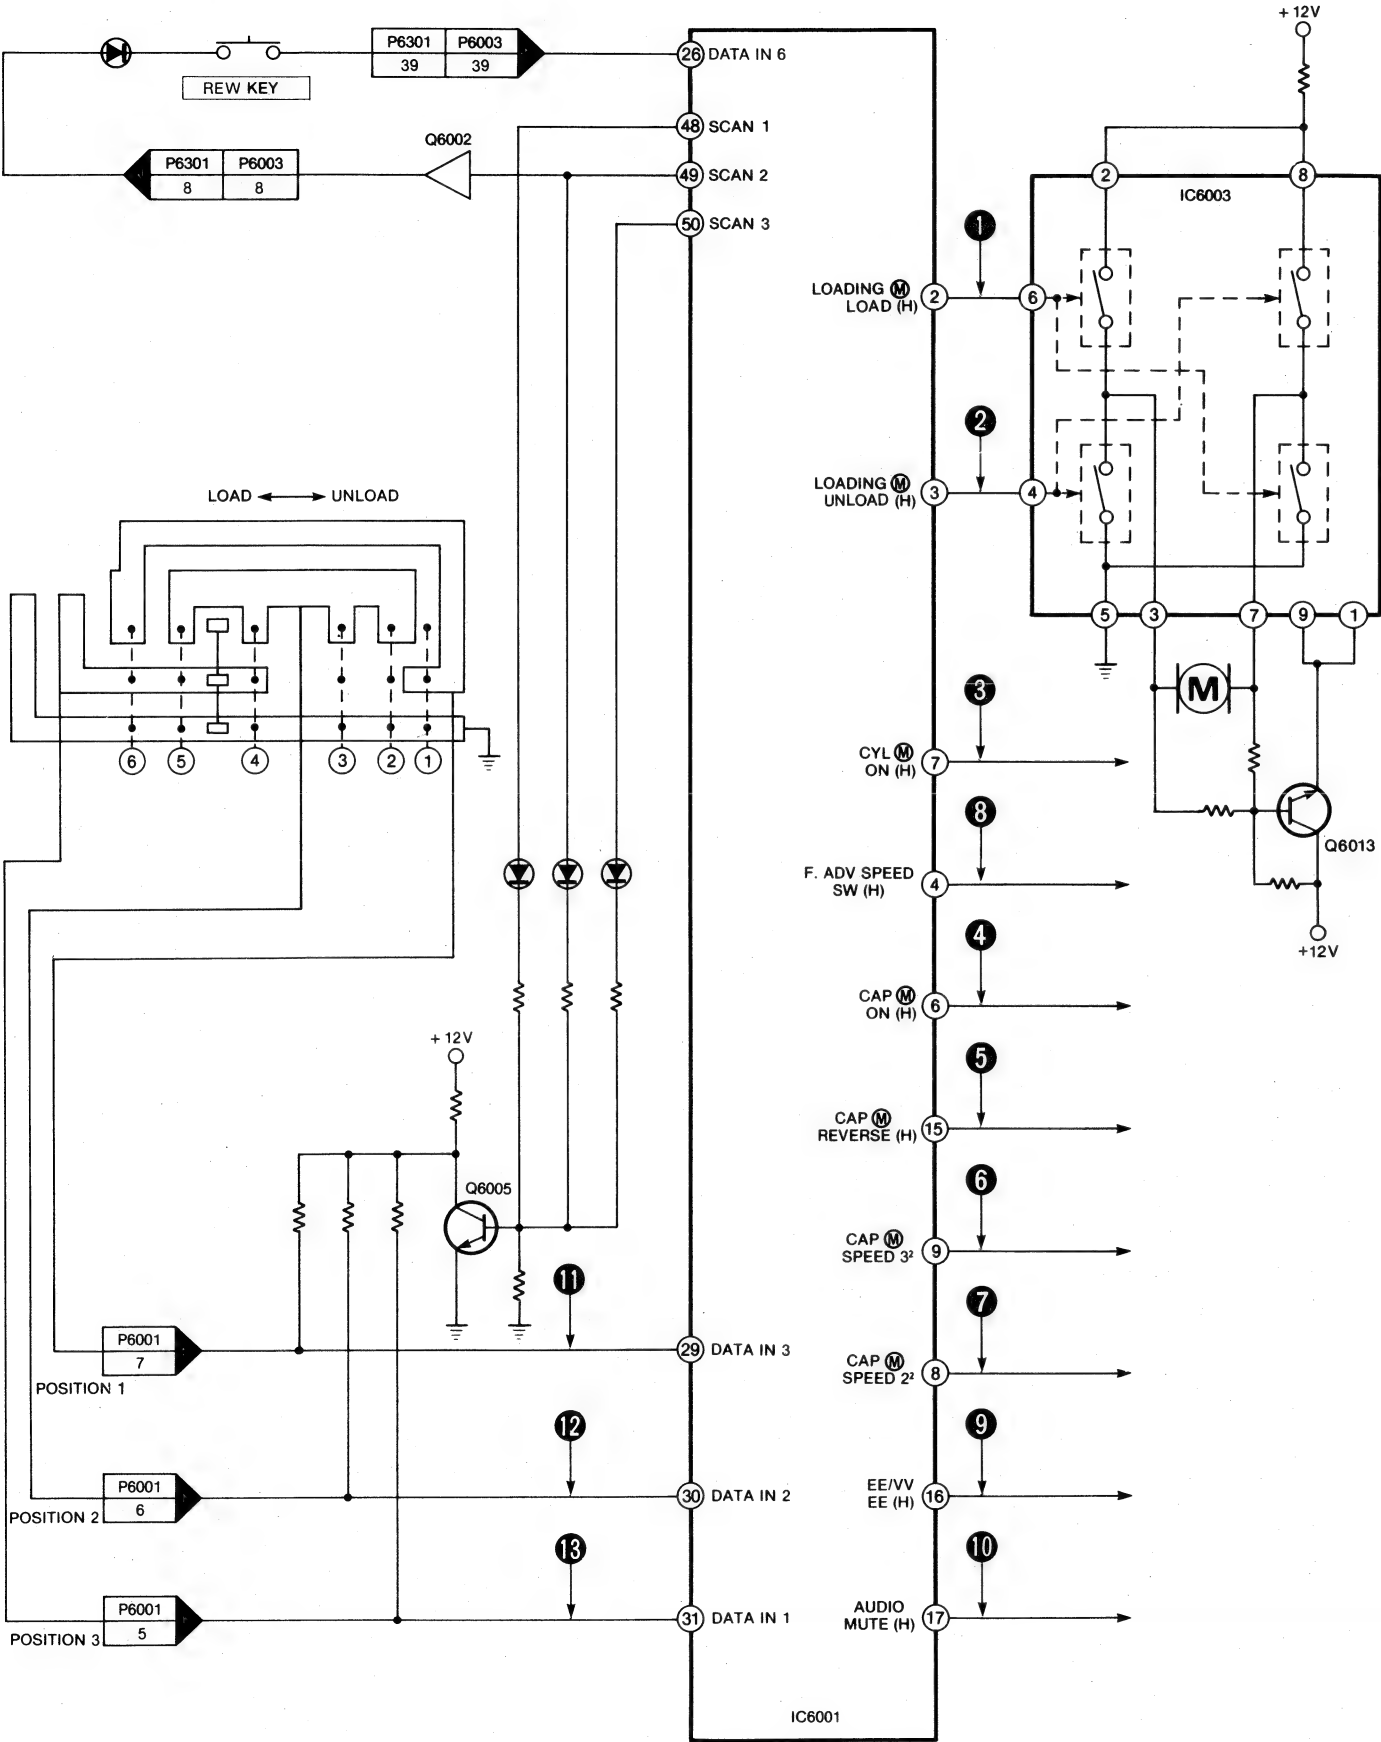 + 12V
P6301 P6003
39 39
26 DATA IN 6
REW KEY
48 SCAN 1
Q6002
P6301 P6003
8 8
49 SCAN 2
50 SCAN 3
2 8
IC6003
1
LOADING M
LOAD (H)
2
6
2
LOADING M
UNLOAD (H)
3
4
LOAD UNLOAD
5 3 7 9 1
M
6 5 4 3 2 1
3
CYL M
ON (H)
7
8
Q6013
F. ADV SPEED
SW (H)
4
4
+12V
CAP M
ON (H)
6
+ 12V
5
CAP M
REVERSE (H)
15
6
Q6005
CAP M
SPEED 3²
9
11
7
P6001
7
29 DATA IN 3
POSITION 1
CAP M
SPEED 2²
8
12
9
P6001
6
30 DATA IN 2
POSITION 2
EE/VV
EE (H)
16
13
10
P6001
5
31 DATA IN 1
POSITION 3
AUDIO
MUTE (H)
17
IC6001